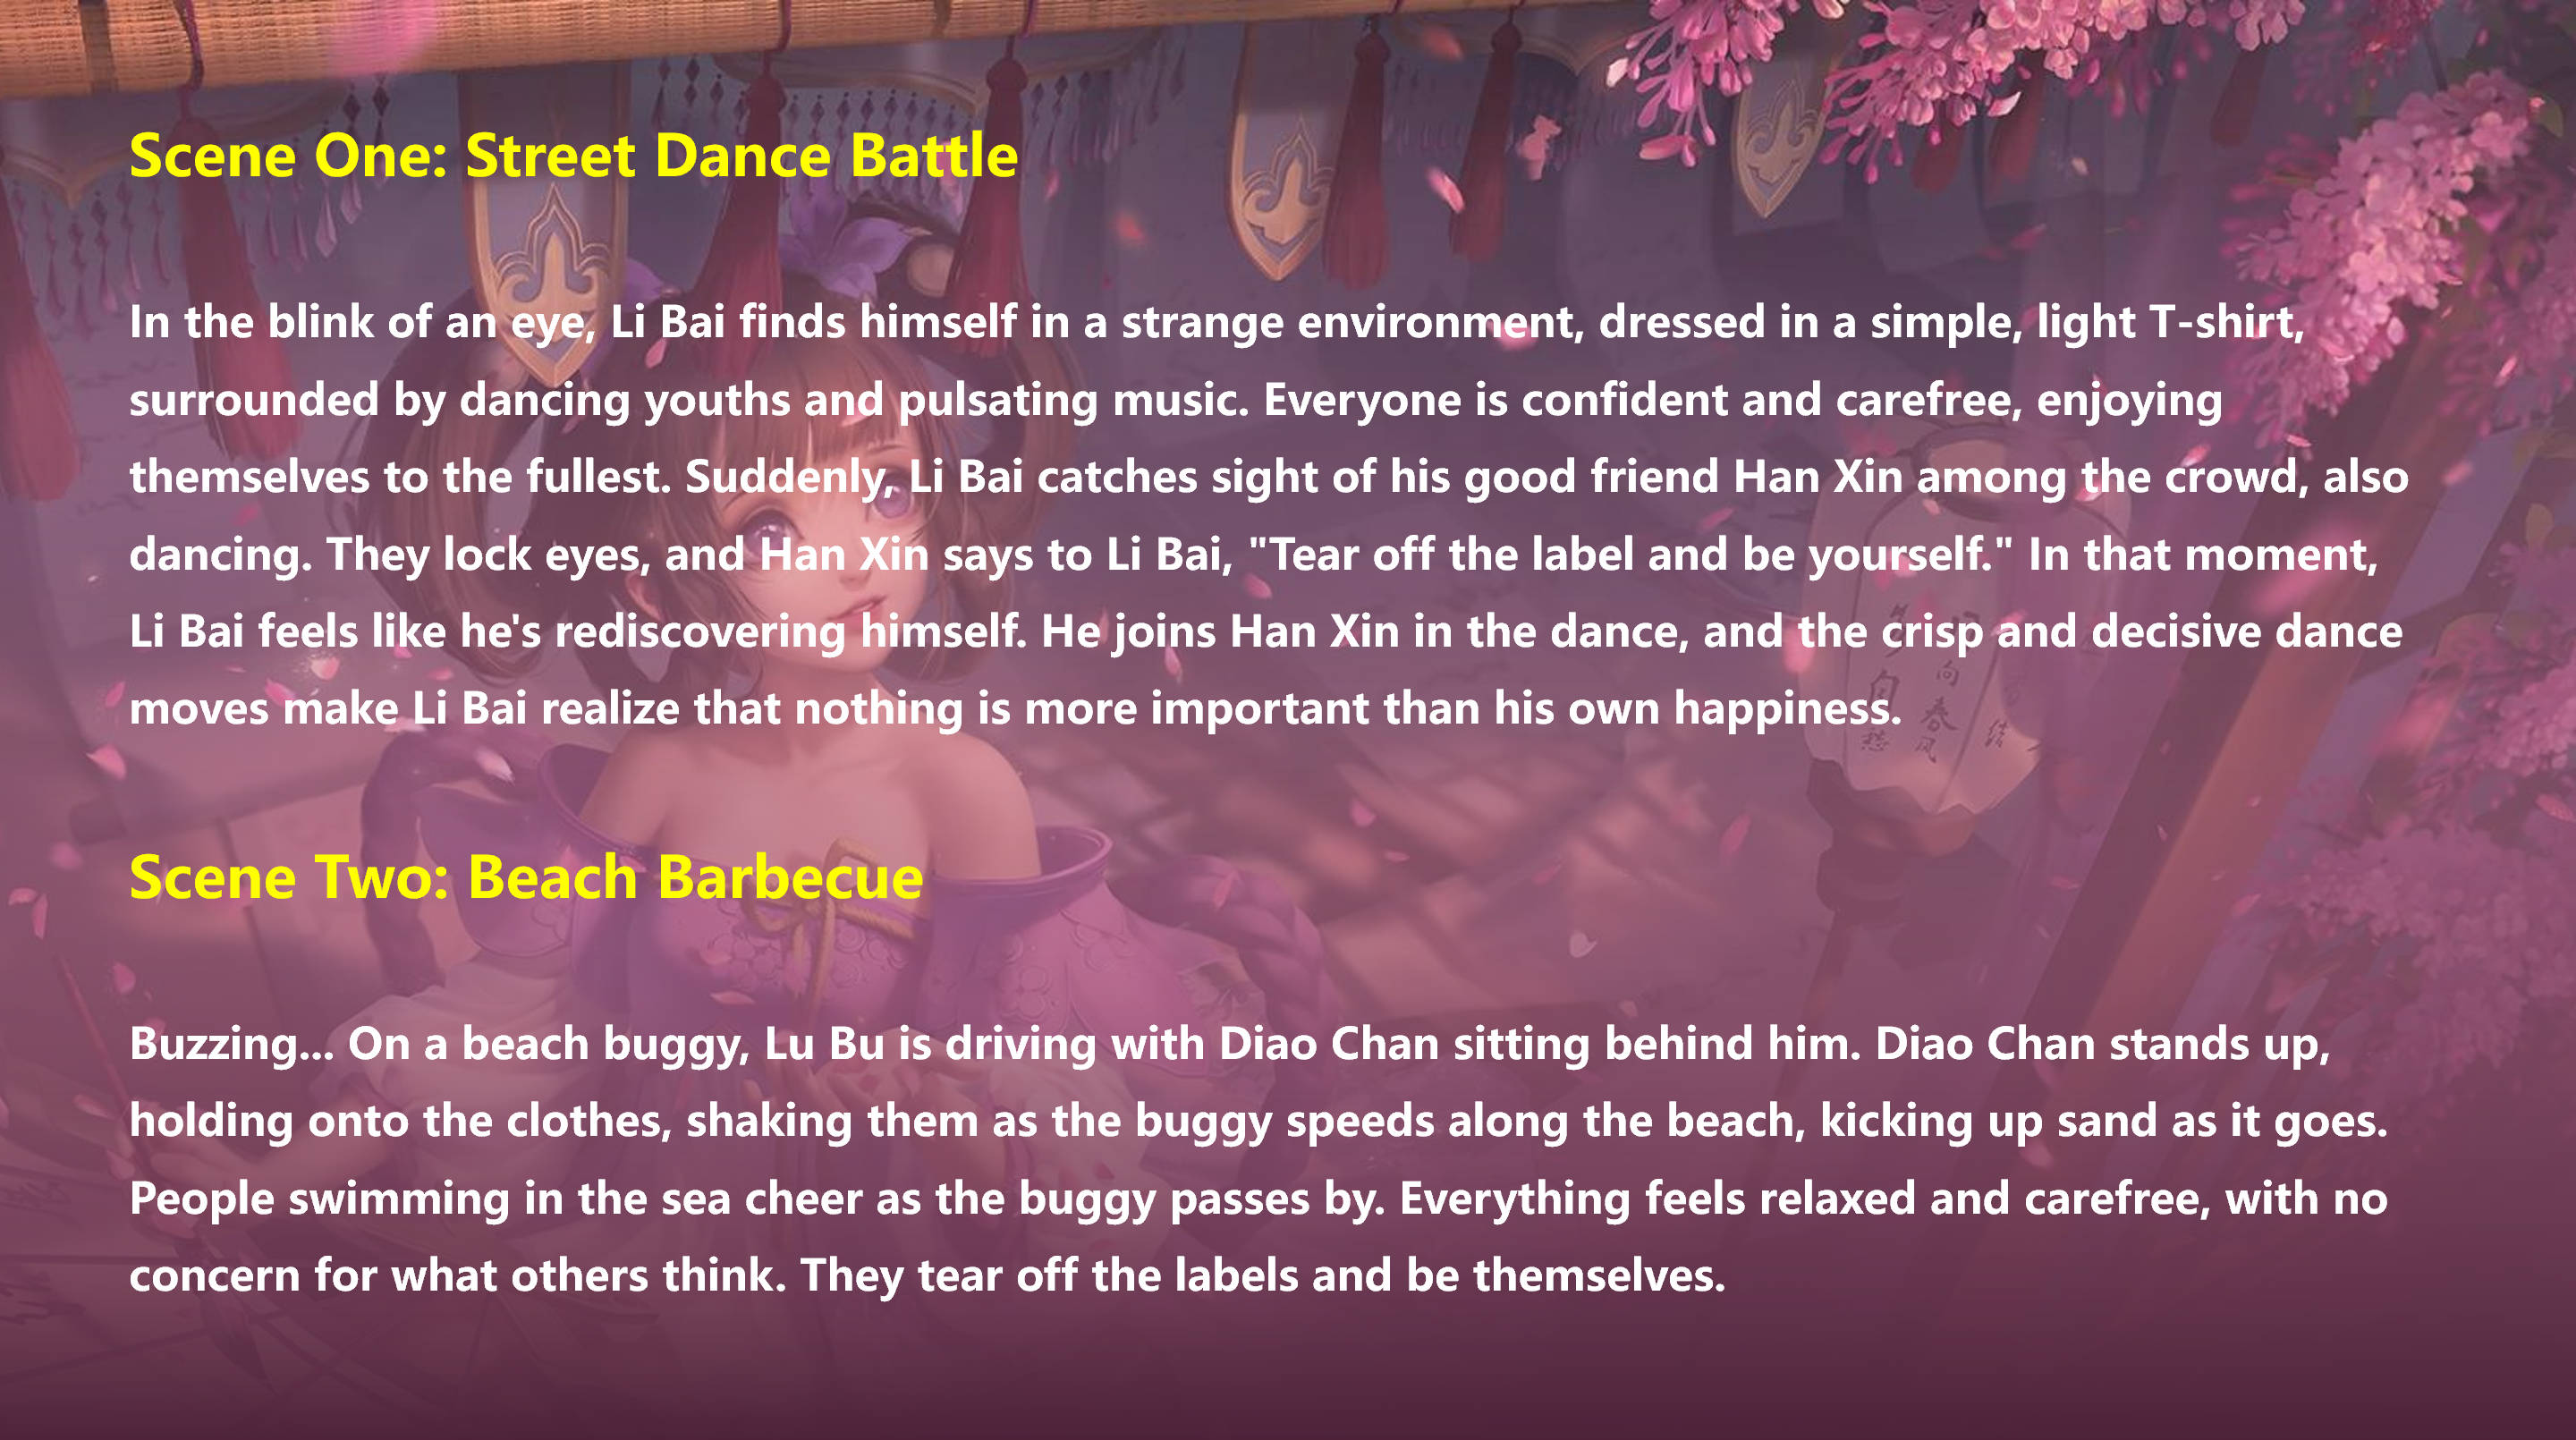 Scene One: Street Dance Battle
In the blink of an eye, Li Bai finds himself in a strange environment, dressed in a simple, light T-shirt,
surrounded by dancing youths and pulsating music. Everyone is confident and carefree, enjoying
themselves to the fullest. Suddenly, Li Bai catches sight of his good friend Han Xin among the crowd, also
dancing. They lock eyes, and Han Xin says to Li Bai, "Tear off the label and be yourself." In that moment,
Li Bai feels like he's rediscovering himself. He joins Han Xin in the dance, and the crisp and decisive dance
moves make Li Bai realize that nothing is more important than his own happiness.
Scene Two: Beach Barbecue
Buzzing... On a beach buggy, Lu Bu is driving with Diao Chan sitting behind him. Diao Chan stands up,
holding onto the clothes, shaking them as the buggy speeds along the beach, kicking up sand as it goes.
People swimming in the sea cheer as the buggy passes by. Everything feels relaxed and carefree, with no
concern for what others think. They tear off the labels and be themselves.
向春风